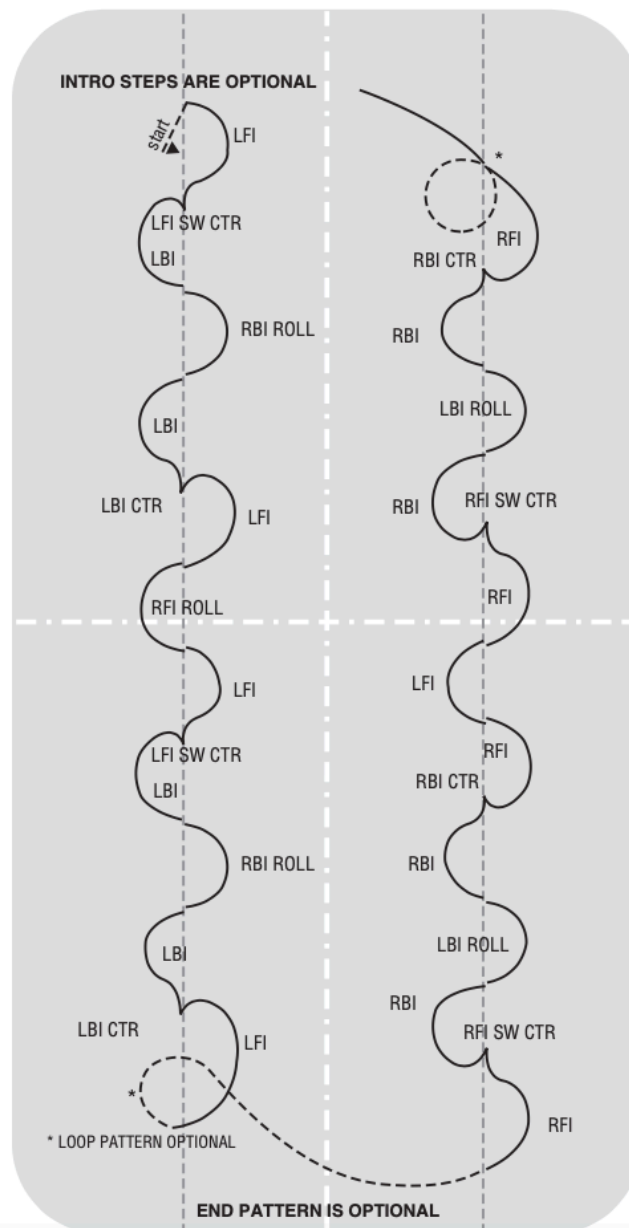 INTRO STEPS ARE OPTIONAL
start
LFI
LFI SW CTR
LBI
RBI ROLL
LBI
LBI CTR
LFI
RFI ROLL
LFI
LFI SW CTR
LBI
RBI ROLL
LBI
LBI CTR
LFI
*
* LOOP PATTERN OPTIONAL
*
RFI
RBI CTR
RBI
LBI ROLL
RBI
RFI SW CTR
RFI
LFI
RFI
RBI CTR
RBI
LBI ROLL
RBI
RFI SW CTR
RFI
END PATTERN IS OPTIONAL